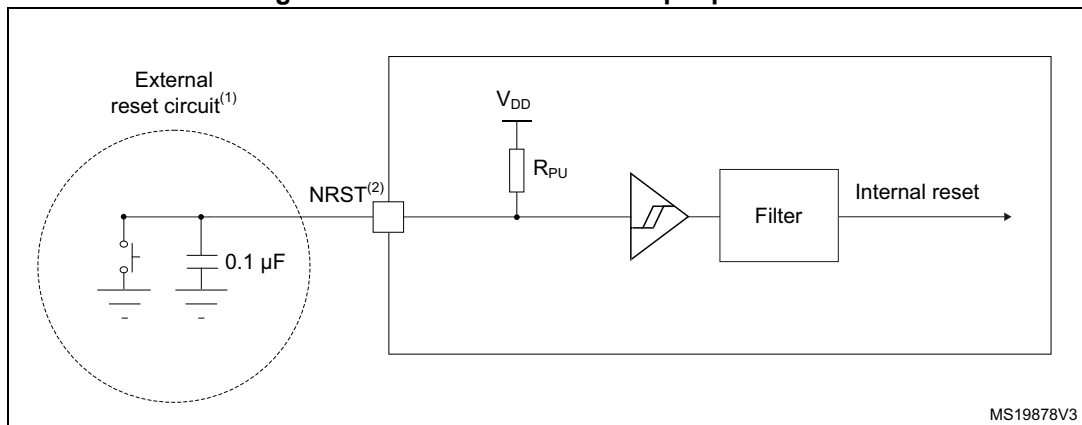 External
reset circuit(1)
VDD
RPU
NRST(2)
Filter
Internal reset
0.1 µF
MS19878V3